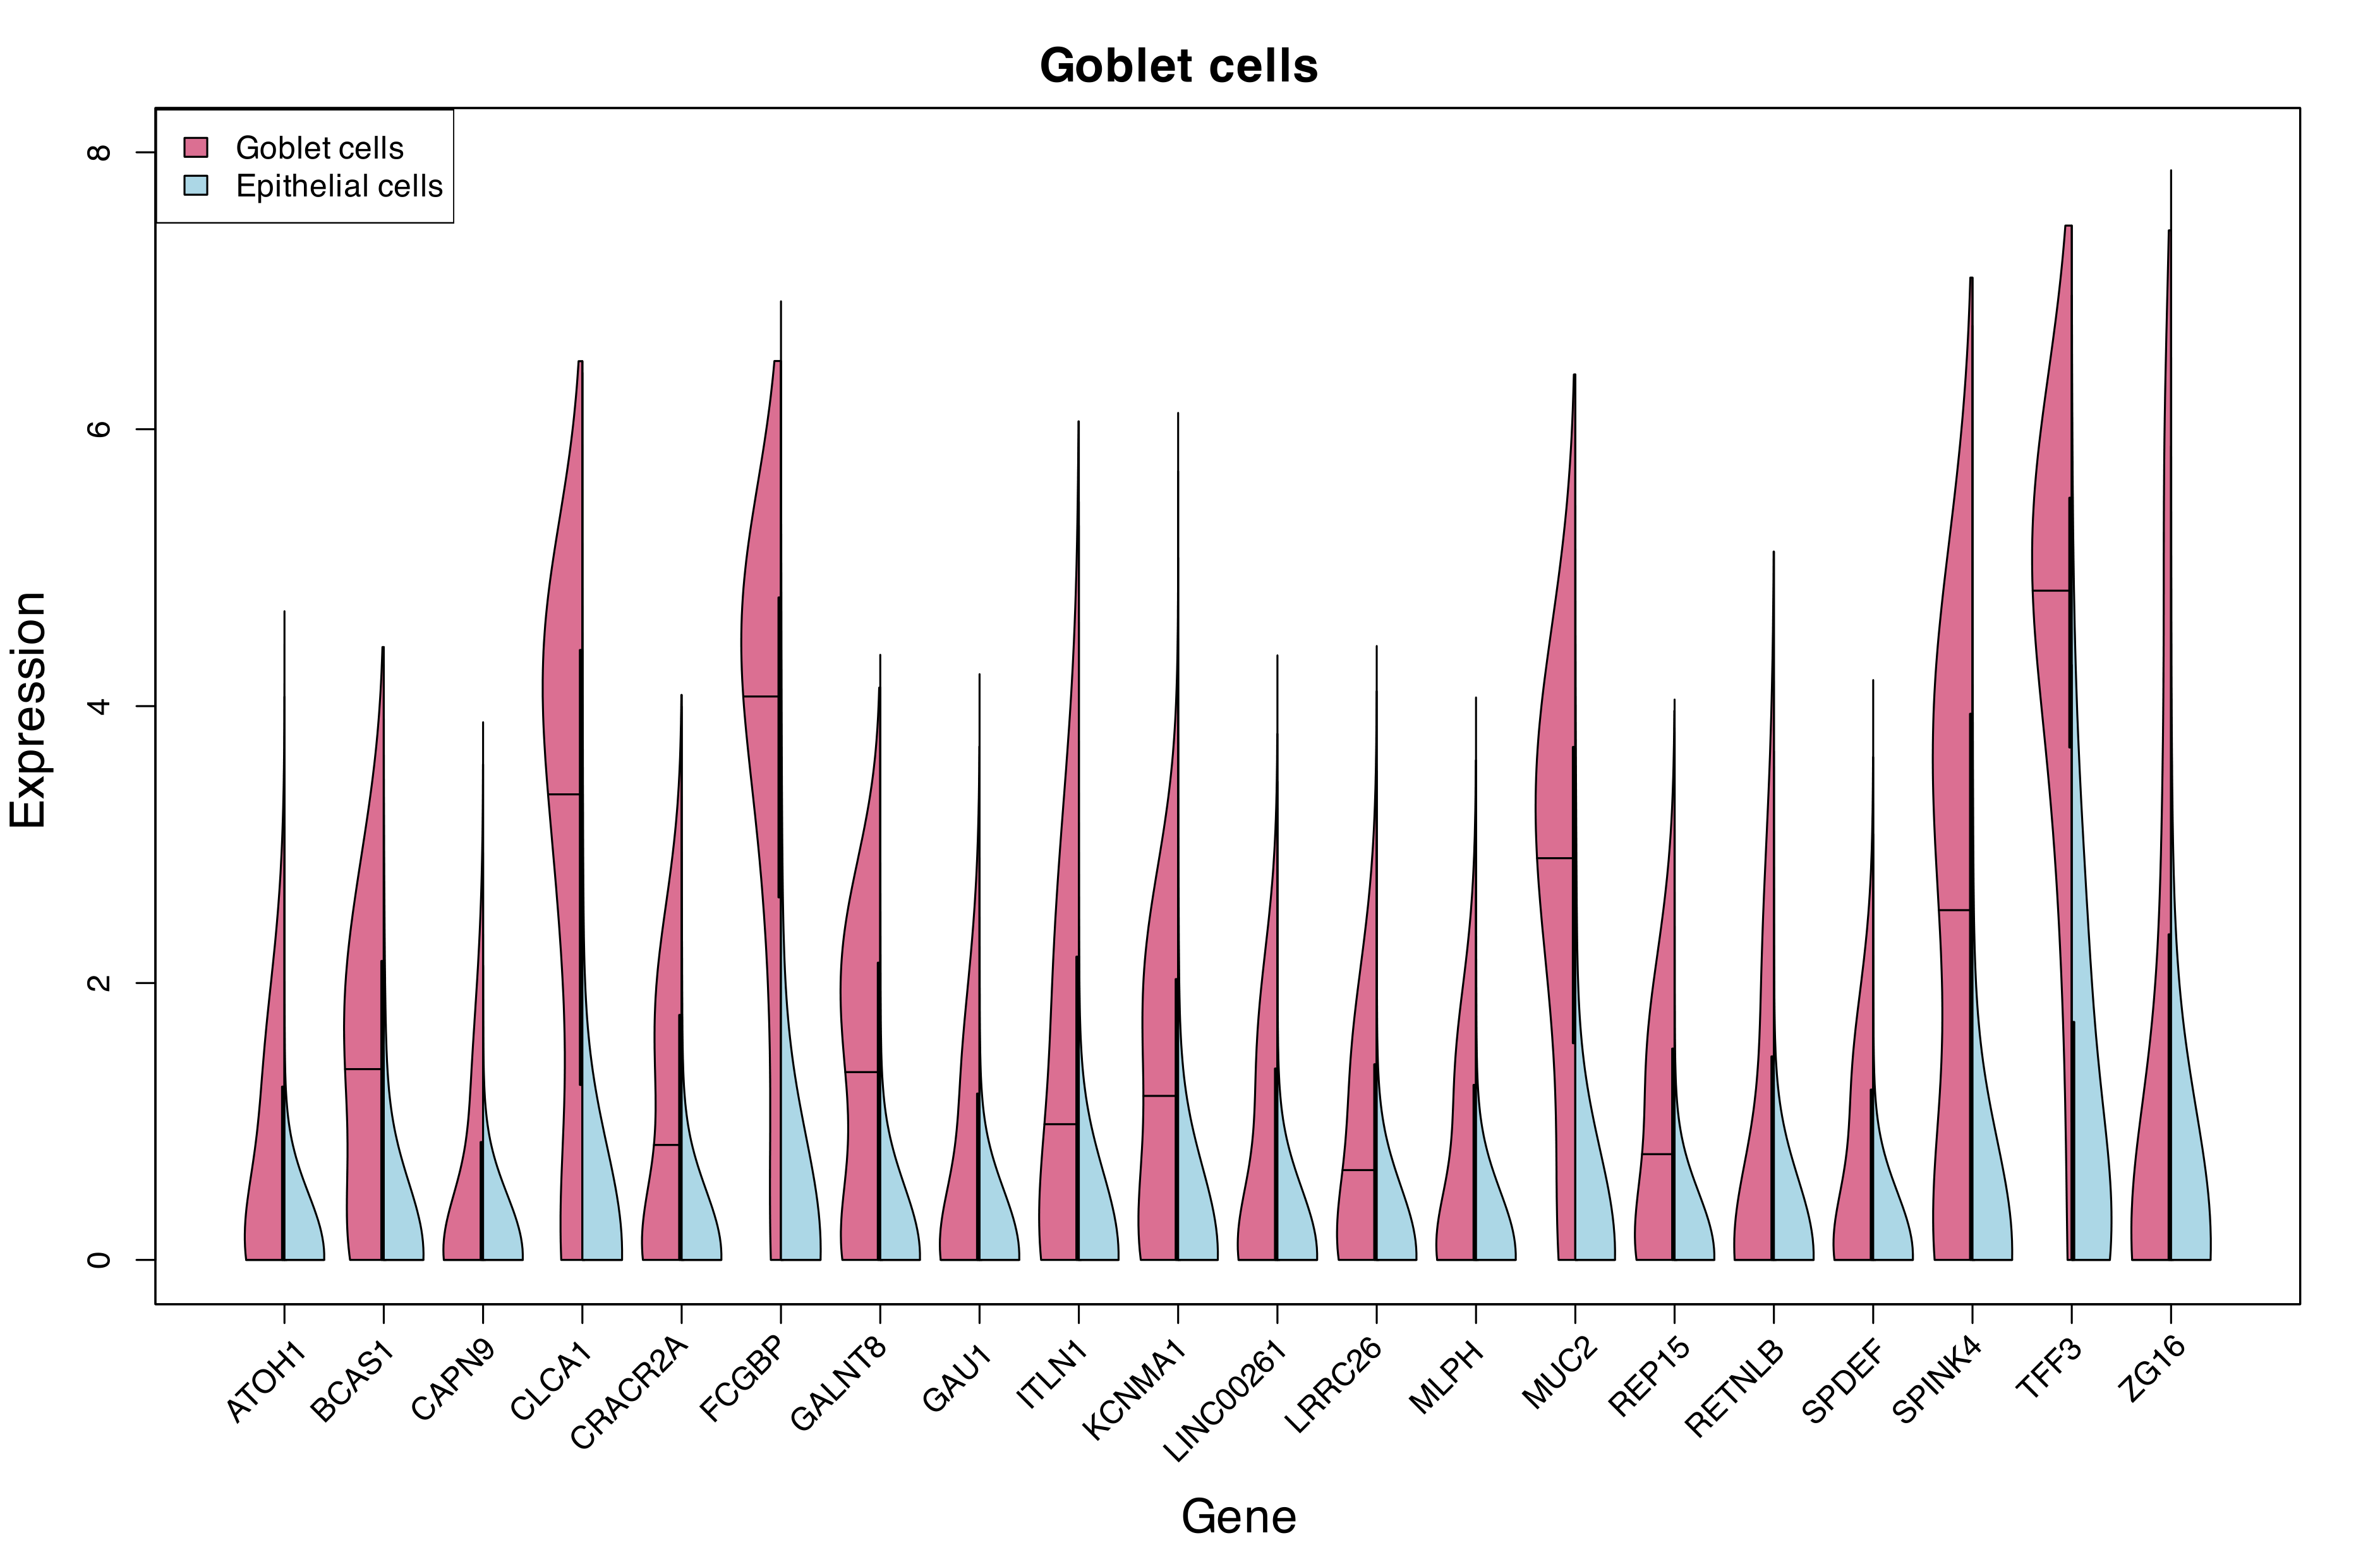 Goblet cells
Goblet cells
Epithelial cells
Expression
8
6
4
2
0
ATOH1
BCAS1
CAPN9
CLCA1
CRACR2A
FCGBP
GALNT8
GAU1
ITLN1
KCNMA1
LINC00261
LRRC26
MLPH
MUC2
REP15
RETNLB
SPDEF
SPINK4
TFF3
ZG16
Gene